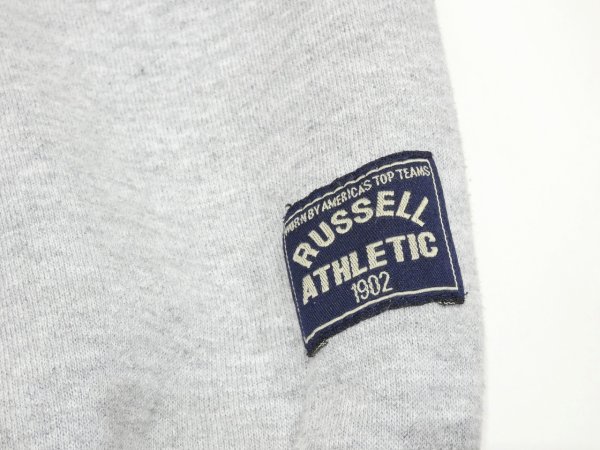 WORN BY AMERICAS TOP TEAMS
RUSSELL
ATHLETIC
1902